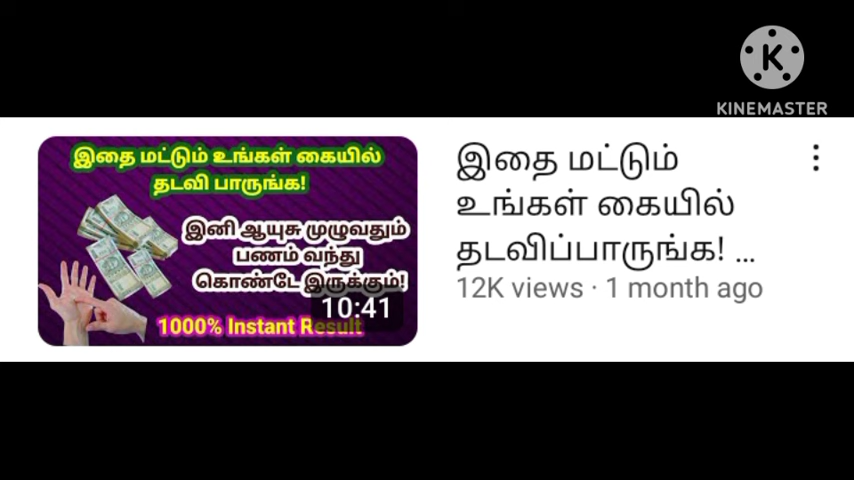 KINEMASTER
இதை மட்டும் உங்கள் கையில்
தடவி பாருங்க!
இனி ஆயுசு முழுவதும்
பணம் வந்து
கொண்டே இருக்கும்!
10:41
1000% Instant Result
இதை மட்டும்
உங்கள் கையில்
தடவிப்பாருங்க! ...
12K views · 1 month ago